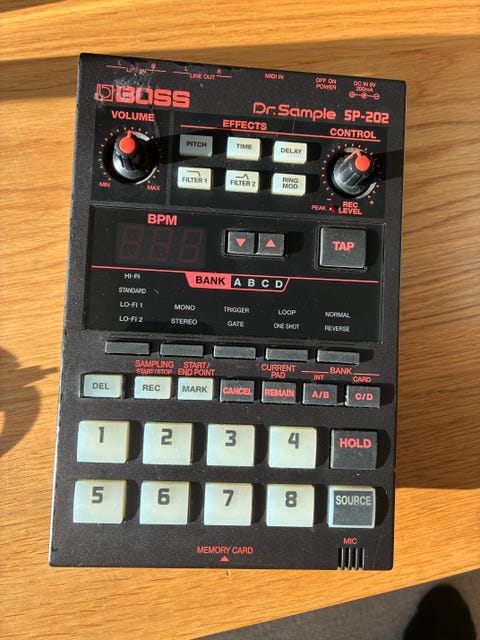 L LINE IN R
L LINE OUT R
MIDI IN
OFF ON
POWER
DC IN 9V
200mA
BOSS
Dr.Sample SP-202
VOLUME
MIN MAX
EFFECTS
PITCH TIME DELAY
FILTER 1 FILTER 2 RING MOD
CONTROL
PEAK REC LEVEL
BPM
▼ ▲
TAP
BANK A B C D
HI-FI
STANDARD
LO-FI 1 MONO TRIGGER LOOP NORMAL
LO-FI 2 STEREO GATE ONE SHOT REVERSE
SAMPLING START/STOP
START/END POINT
CURRENT PAD
BANK
INT CARD
DEL REC MARK CANCEL REMAIN A/B C/D
1 2 3 4 HOLD
5 6 7 8 SOURCE
MIC
MEMORY CARD